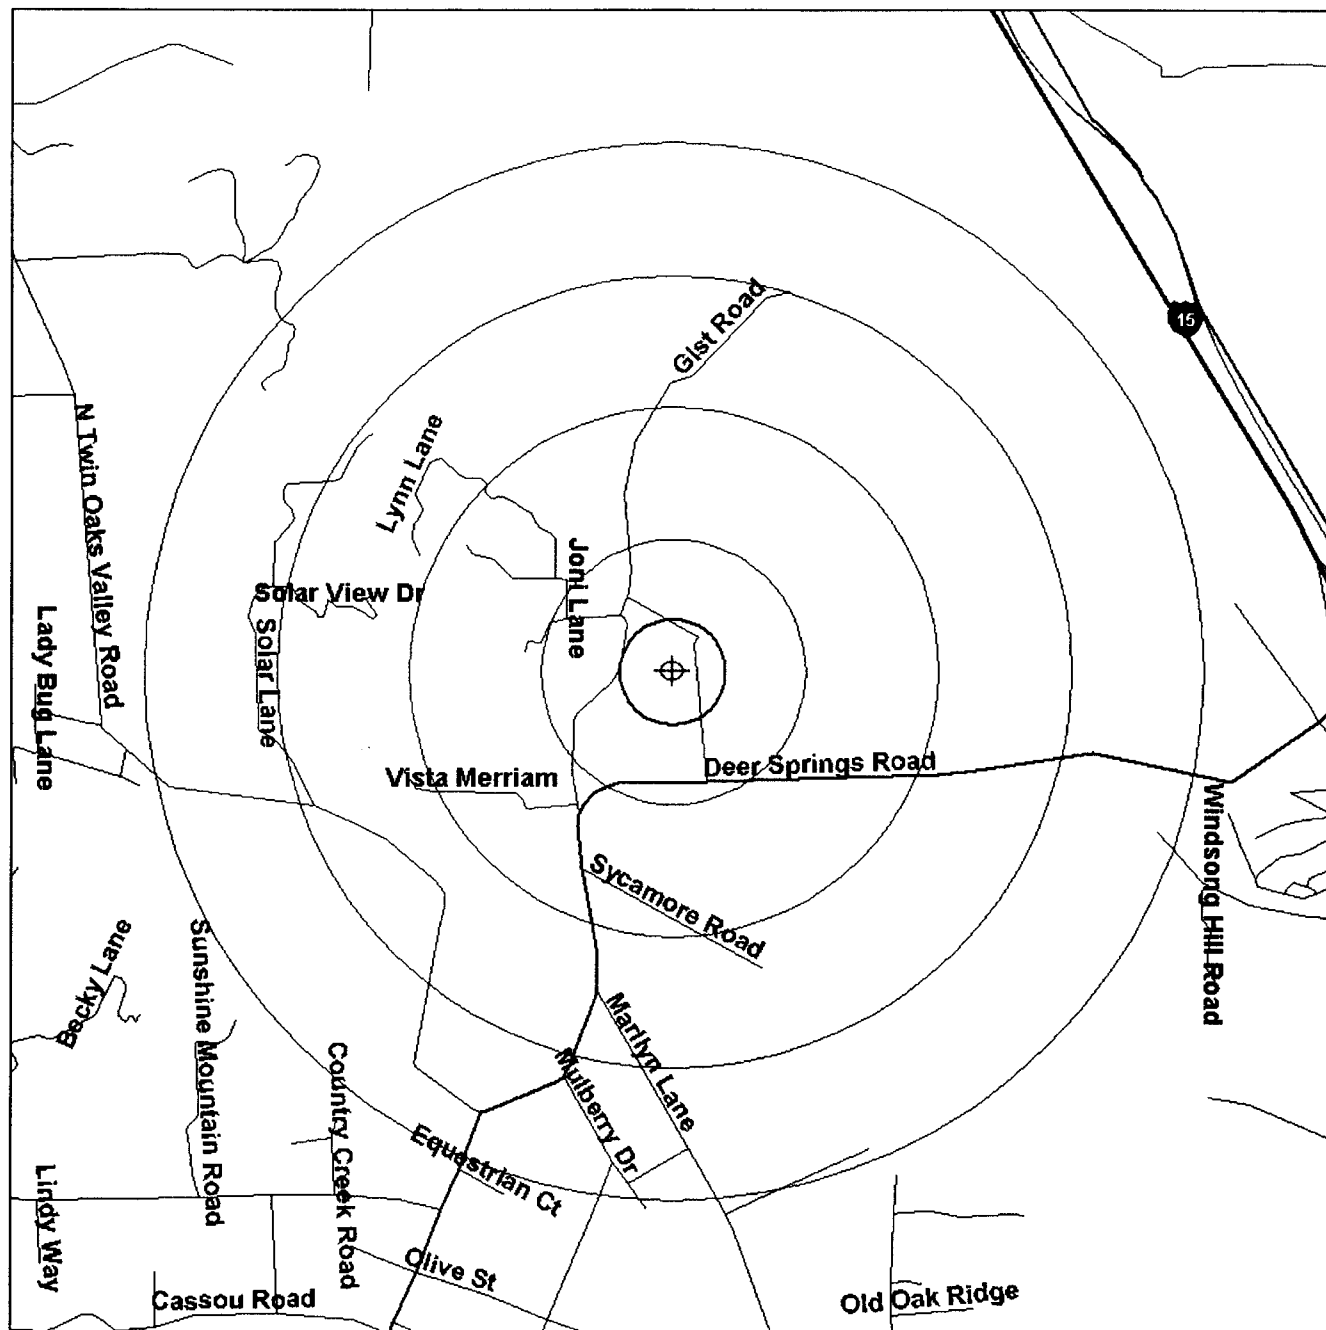 15
Gist Road
N Twin Oaks Valley Road
Lynn Lane
Joni Lane
Solar View Dr
Lady Bug Lane
Solar Lane
Vista Merriam
Deer Springs Road
Windsong Hill Road
Sycamore Road
Becky Lane
Sunshine Mountain Road
Marilyn Lane
Country Creek Road
Mulberry Dr
Equestrian Ct
Lindy Way
Olive St
Cassou Road
Old Oak Ridge